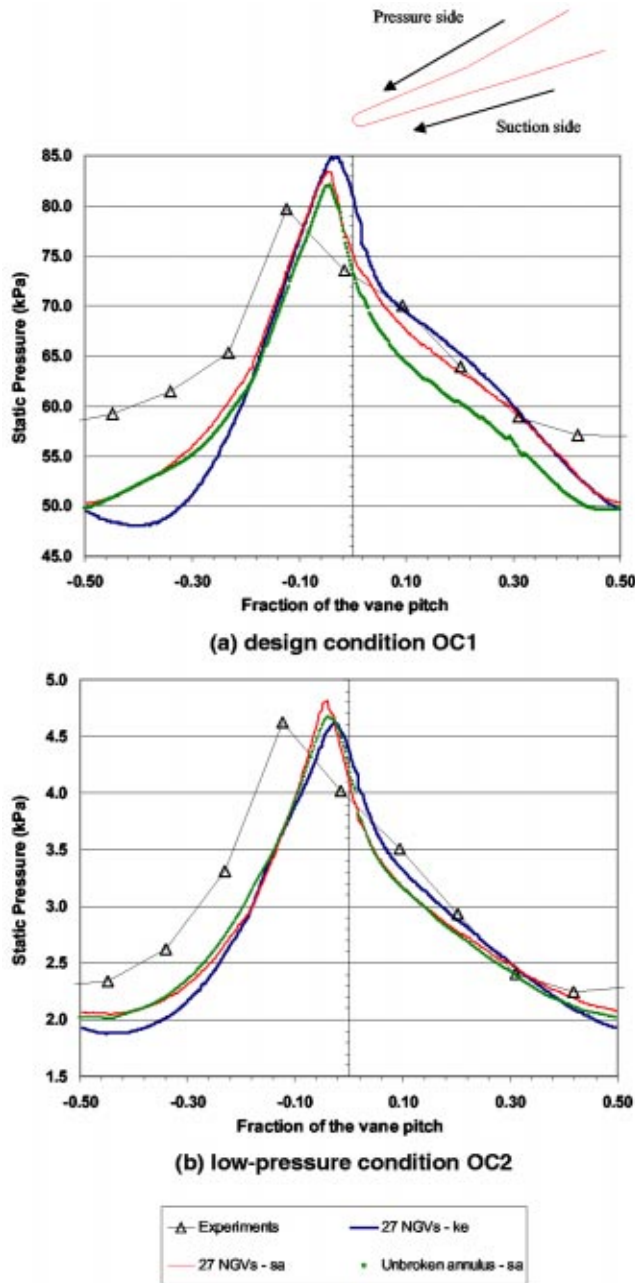 Pressure side
Suction side
Static Pressure (kPa)
85.0
80.0
75.0
70.0
65.0
60.0
55.0
50.0
45.0
-0.50 -0.30 -0.10 0.10 0.30 0.50
Fraction of the vane pitch
(a) design condition OC1
Static Pressure (kPa)
5.0
4.5
4.0
3.5
3.0
2.5
2.0
1.5
-0.50 -0.30 -0.10 0.10 0.30 0.50
Fraction of the vane pitch
(b) low-pressure condition OC2
Experiments 27 NGVs - ke
27 NGVs - sa Unbroken annulus - sa